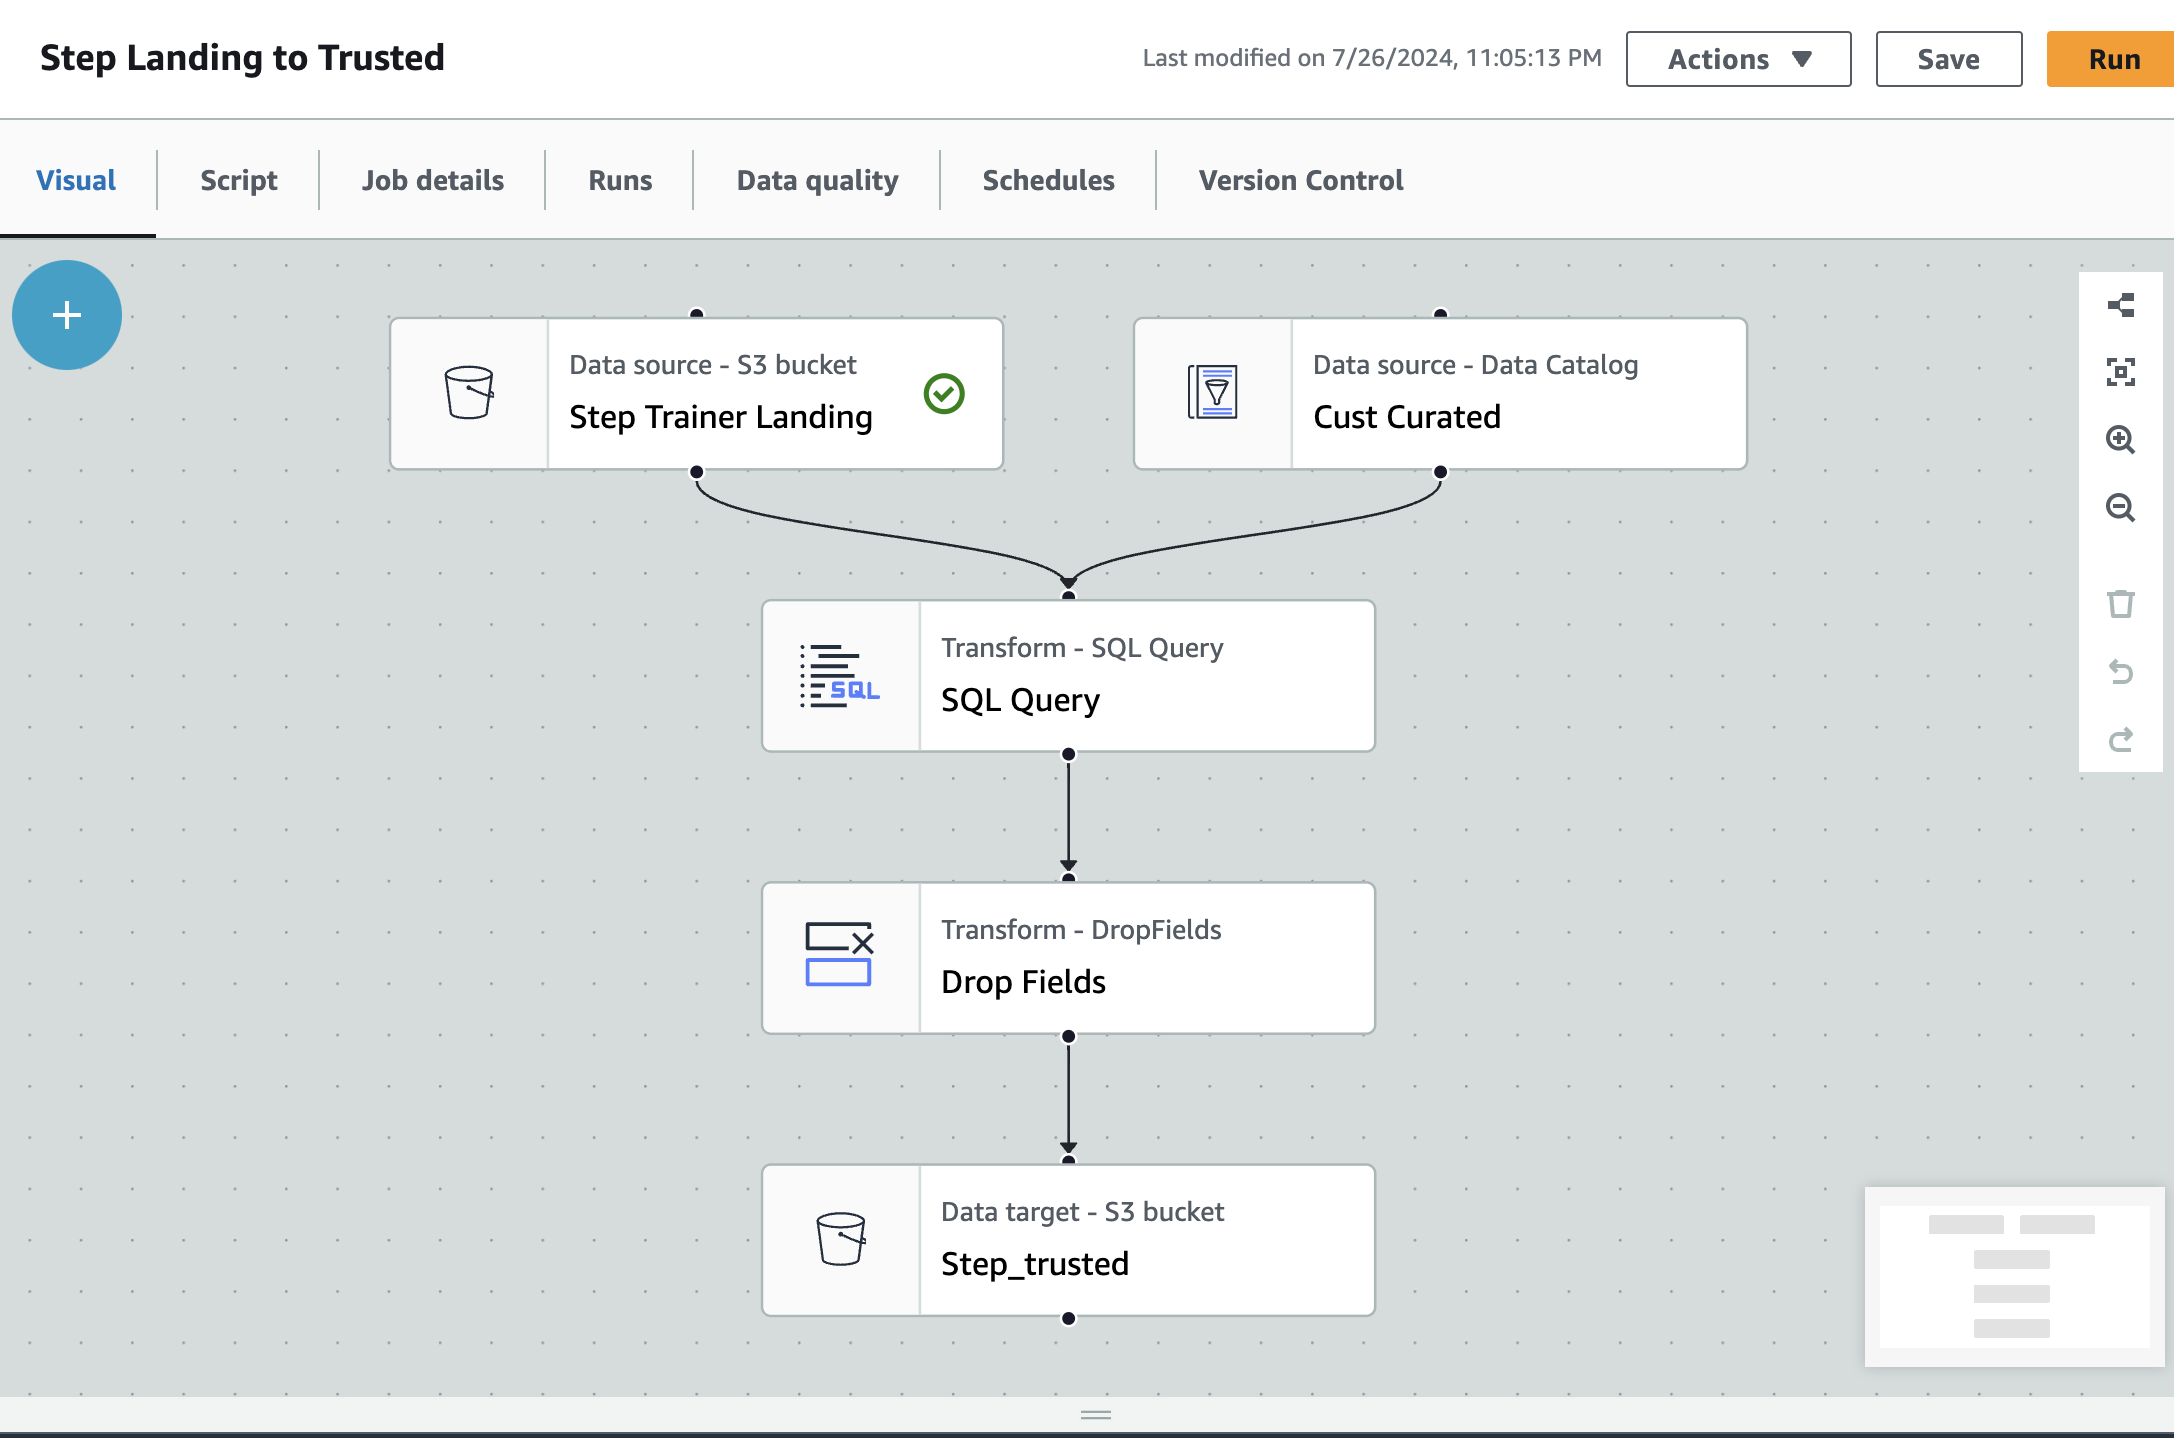 Step Landing to Trusted
Last modified on 7/26/2024, 11:05:13 PM
Actions
Save
Run
Visual
Script
Job details
Runs
Data quality
Schedules
Version Control
Data source - S3 bucket
Step Trainer Landing
Data source - Data Catalog
Cust Curated
Transform - SQL Query
SQL
SQL Query
Transform - DropFields
Drop Fields
Data target - S3 bucket
Step_trusted